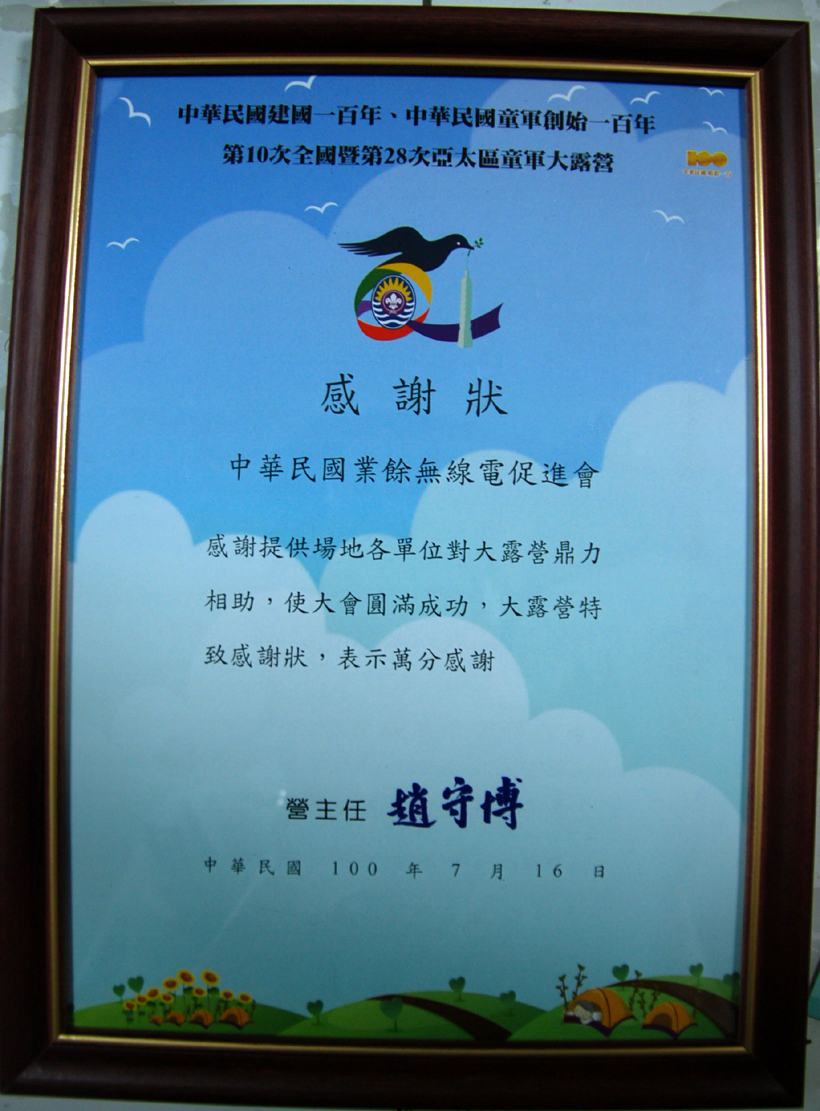 中華民國建國一百年、中華民國童軍創始一百年
第10次全國暨第28次亞太區童軍大露營
100
感謝狀
中華民國業餘無線電促進會
感謝提供場地各單位對大露營鼎力
相助，使大會圓滿成功，大露營特
致感謝狀，表示萬分感謝
營主任 趙守博
中華民國 100 年 7 月 16 日